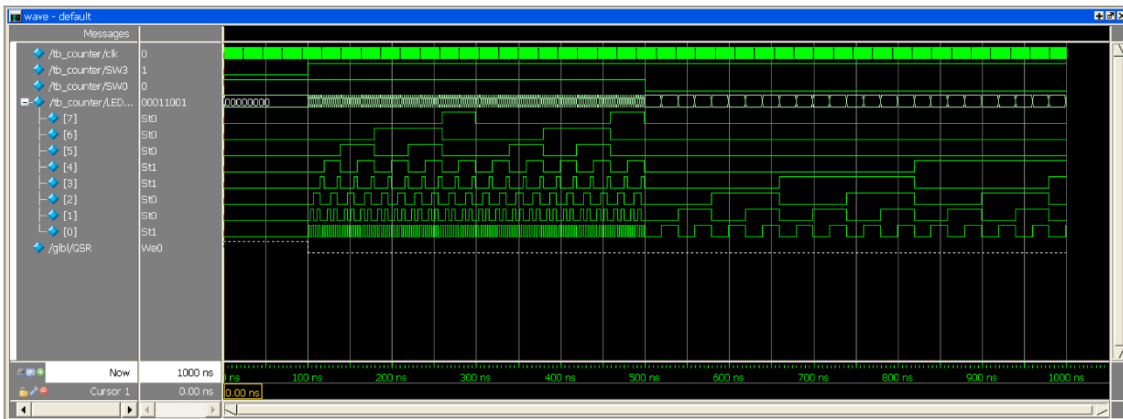 wave - default
Messages
/tb_counter/clk 0
/tb_counter/SW3 1
/tb_counter/SW0 0
/tb_counter/LED... 00011001 00000000
[7] St0
[6] St0
[5] St0
[4] St1
[3] St1
[2] St0
[1] St0
[0] St1
/glbl/GSR We0
Now 1000 ns ns 100 ns 200 ns 300 ns 400 ns 500 ns 600 ns 700 ns 800 ns 900 ns 1000 ns
Cursor 1 0.00 ns 0.00 ns